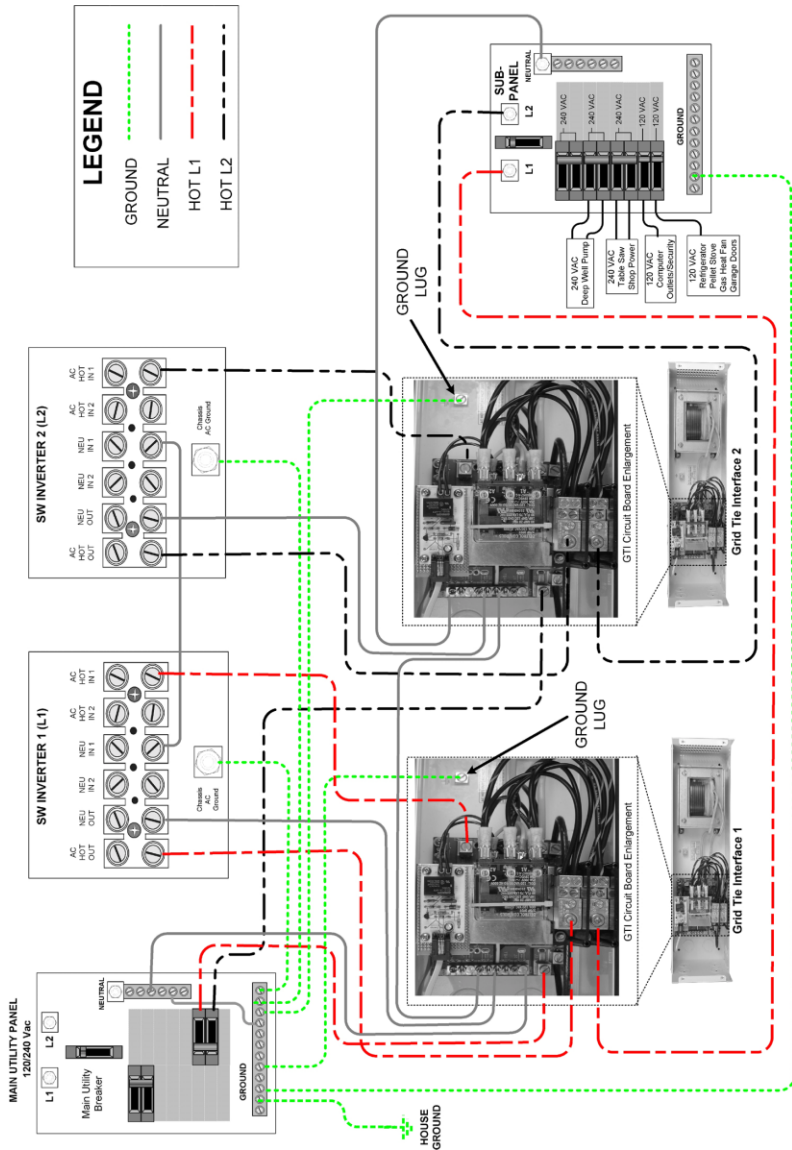 LEGEND
GROUND
NEUTRAL
HOT L1
HOT L2
MAIN UTILITY PANEL
120/240 Vac
L1
L2
Main Utility
Breaker
NEUTRAL
GROUND
HOUSE
GROUND
SW INVERTER 1 (L1)
AC
HOT
OUT
NEU
OUT
NEU
IN 2
NEU
IN 1
AC
HOT
IN 2
AC
HOT
IN 1
Chassis
AC
Ground
SW INVERTER 2 (L2)
AC
HOT
OUT
NEU
OUT
NEU
IN 2
NEU
IN 1
AC
HOT
IN 2
AC
HOT
IN 1
Chassis
AC Ground
GROUND
LUG
GTI Circuit Board Enlargement
Grid Tie Interface 1
GROUND
LUG
GTI Circuit Board Enlargement
Grid Tie Interface 2
SUB-
PANEL
L1
L2
NEUTRAL
240 VAC
240 VAC
240 VAC
120 VAC
120 VAC
GROUND
240 VAC
Deep Well Pump
240 VAC
Table Saw
Shop Power
120 VAC
Computer
Outlets/Security
120 VAC
Refrigerator
Pellet Stove
Gas Heat Fan
Garage Doors